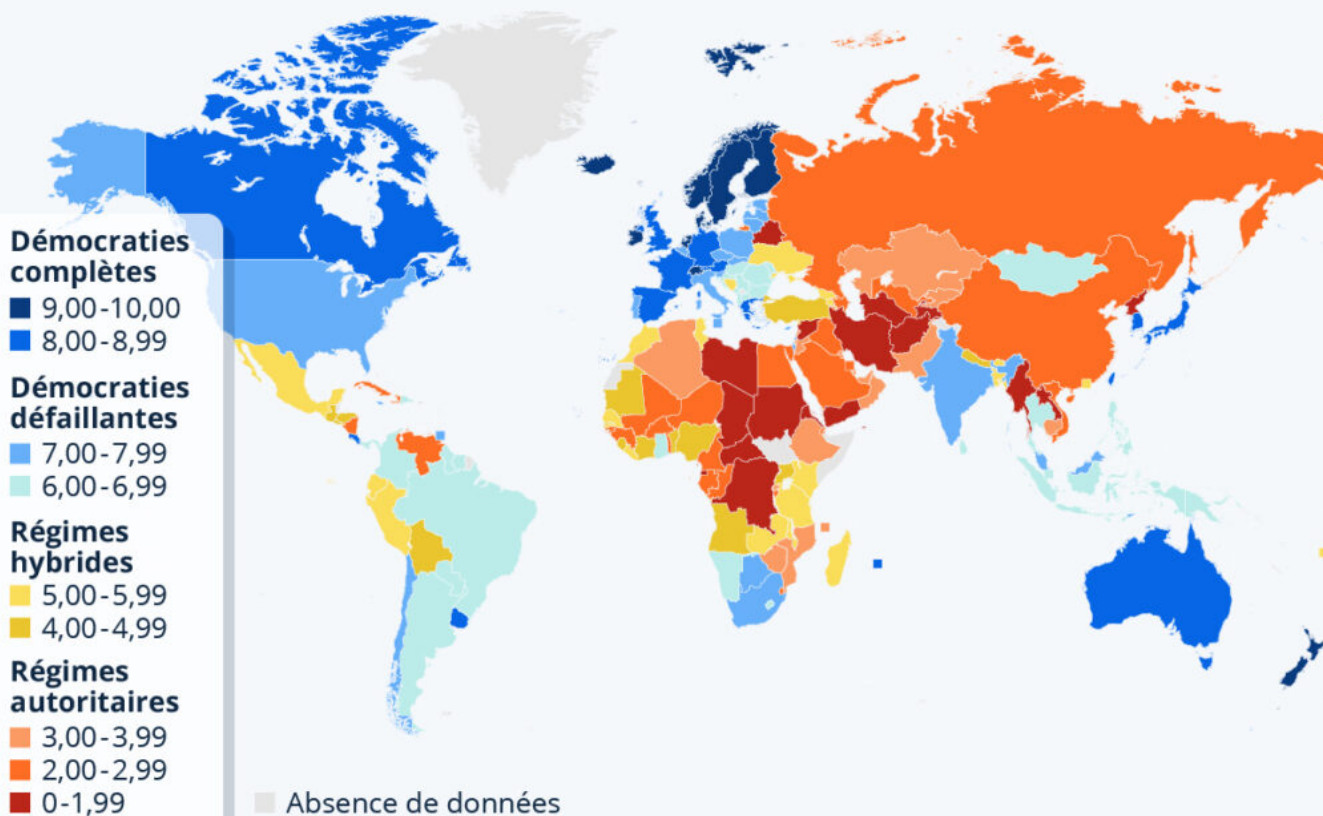 Démocraties
complètes
9,00-10,00
8,00-8,99
Démocraties
défaillantes
7,00-7,99
6,00-6,99
Régimes
hybrides
5,00-5,99
4,00-4,99
Régimes
autoritaires
3,00-3,99
2,00-2,99
0-1,99
Absence de données